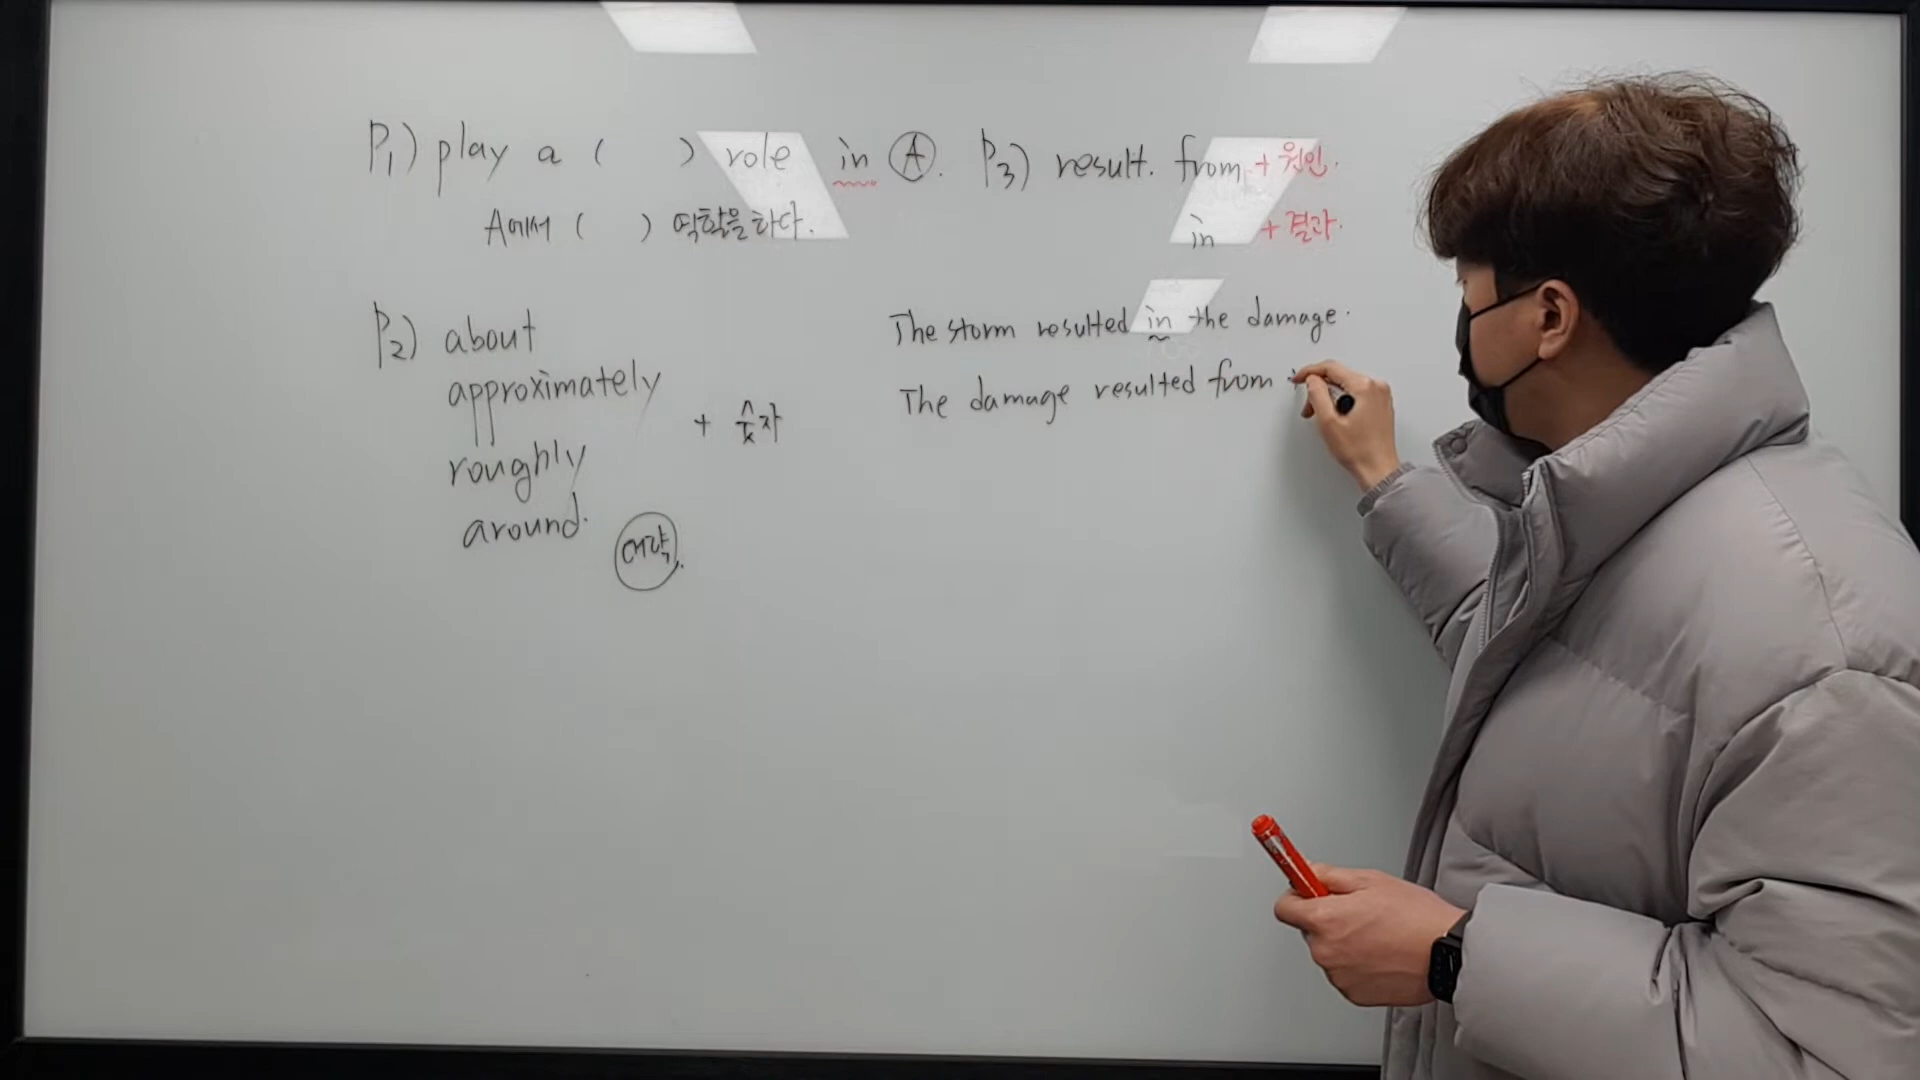 P1) play a ( ) role in Ⓐ.
A에서 ( ) 역할을 하다.
P2) about
approximately
roughly
around.
+ 숫자
대략.
P3) result. from + 원인.
in + 결과.
The storm resulted in the damage.
The damage resulted from